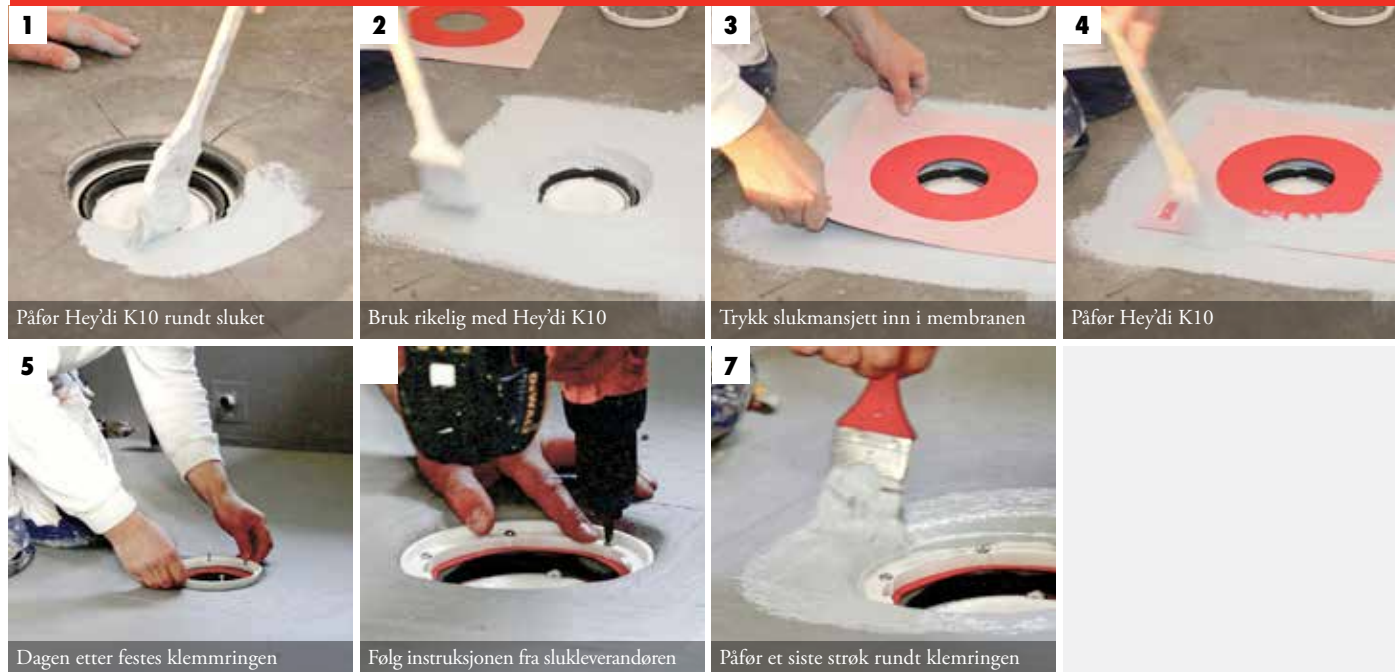 1
Påfør Hey'di K10 rundt sluket
2
Bruk rikelig med Hey'di K10
3
Trykk slukmansjett inn i membranen
4
Påfør Hey'di K10
5
Dagen etter festes klemmringen
Følg instruksjonen fra slukleverandøren
7
Påfør et siste strøk rundt klemringen